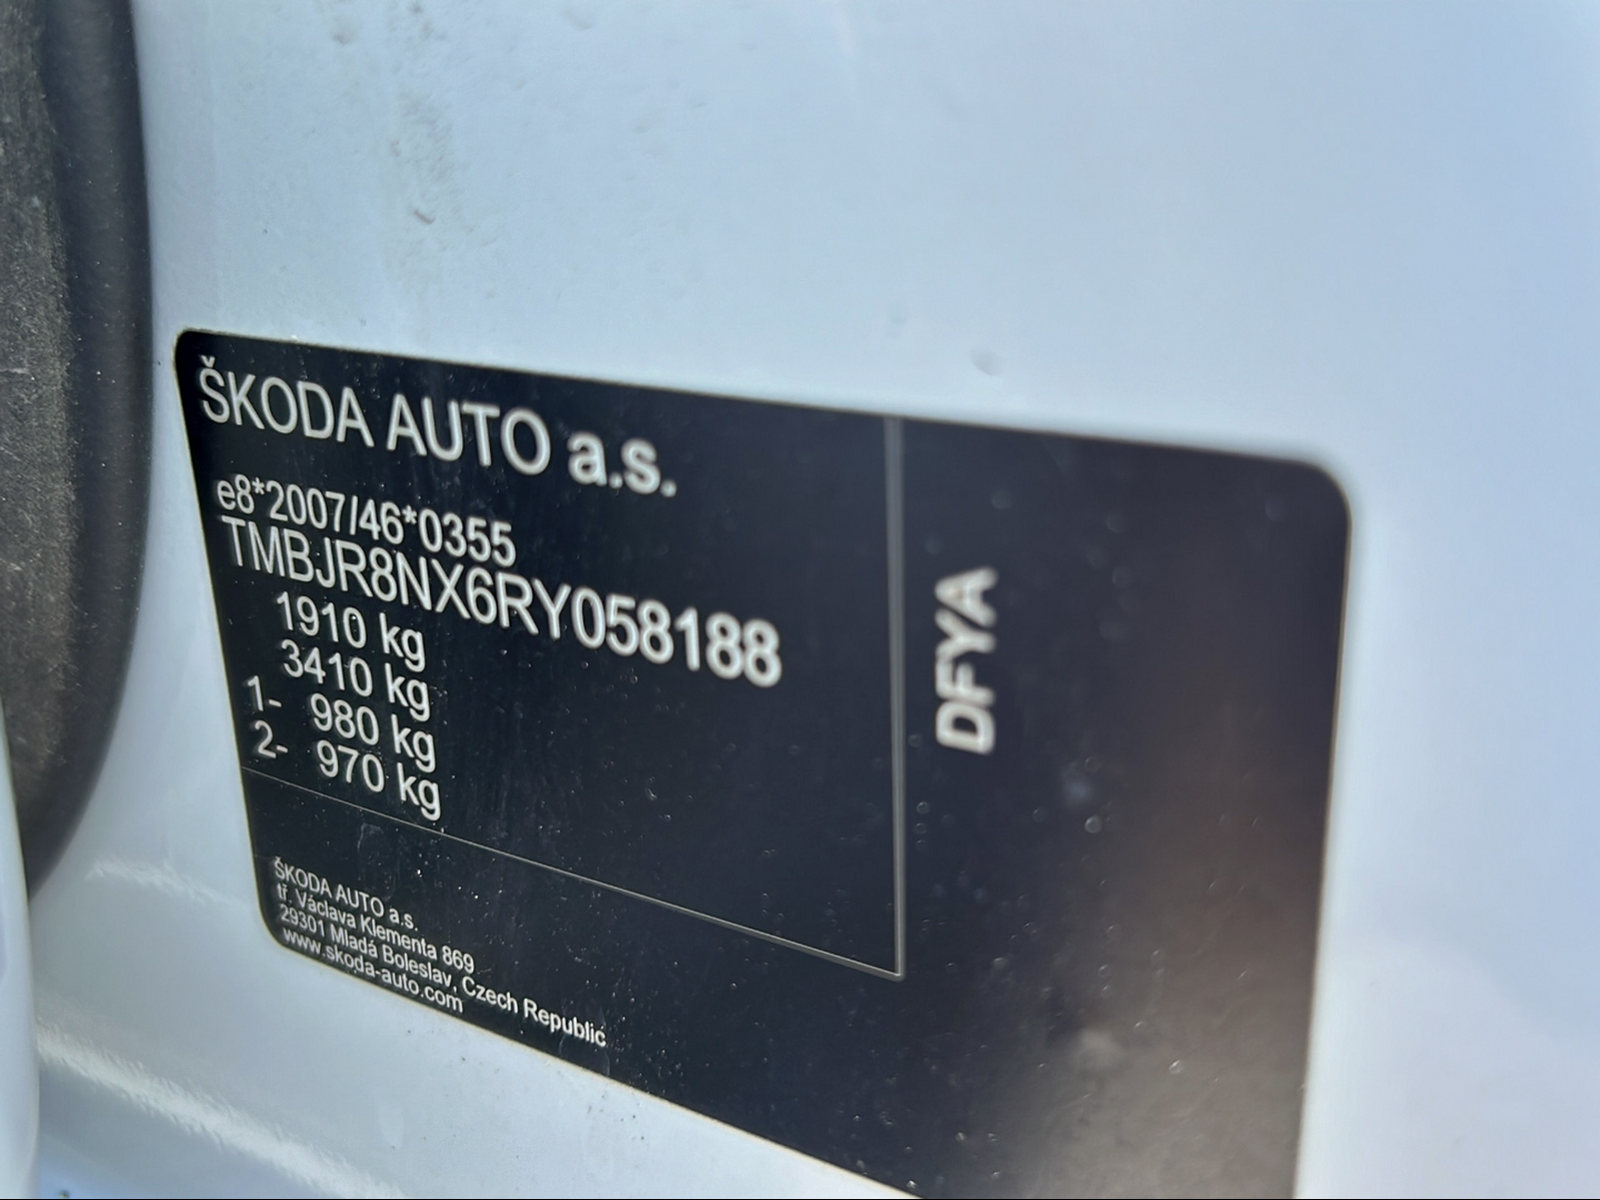 ŠKODA AUTO a.s.
e8*2007/46*0355
TMBJR8NX6RY058188
1910 kg
3410 kg
1- 980 kg
2- 970 kg
DFYA
ŠKODA AUTO a.s.
tř. Václava Klementa 869
29301 Mladá Boleslav, Czech Republic
www.skoda-auto.com